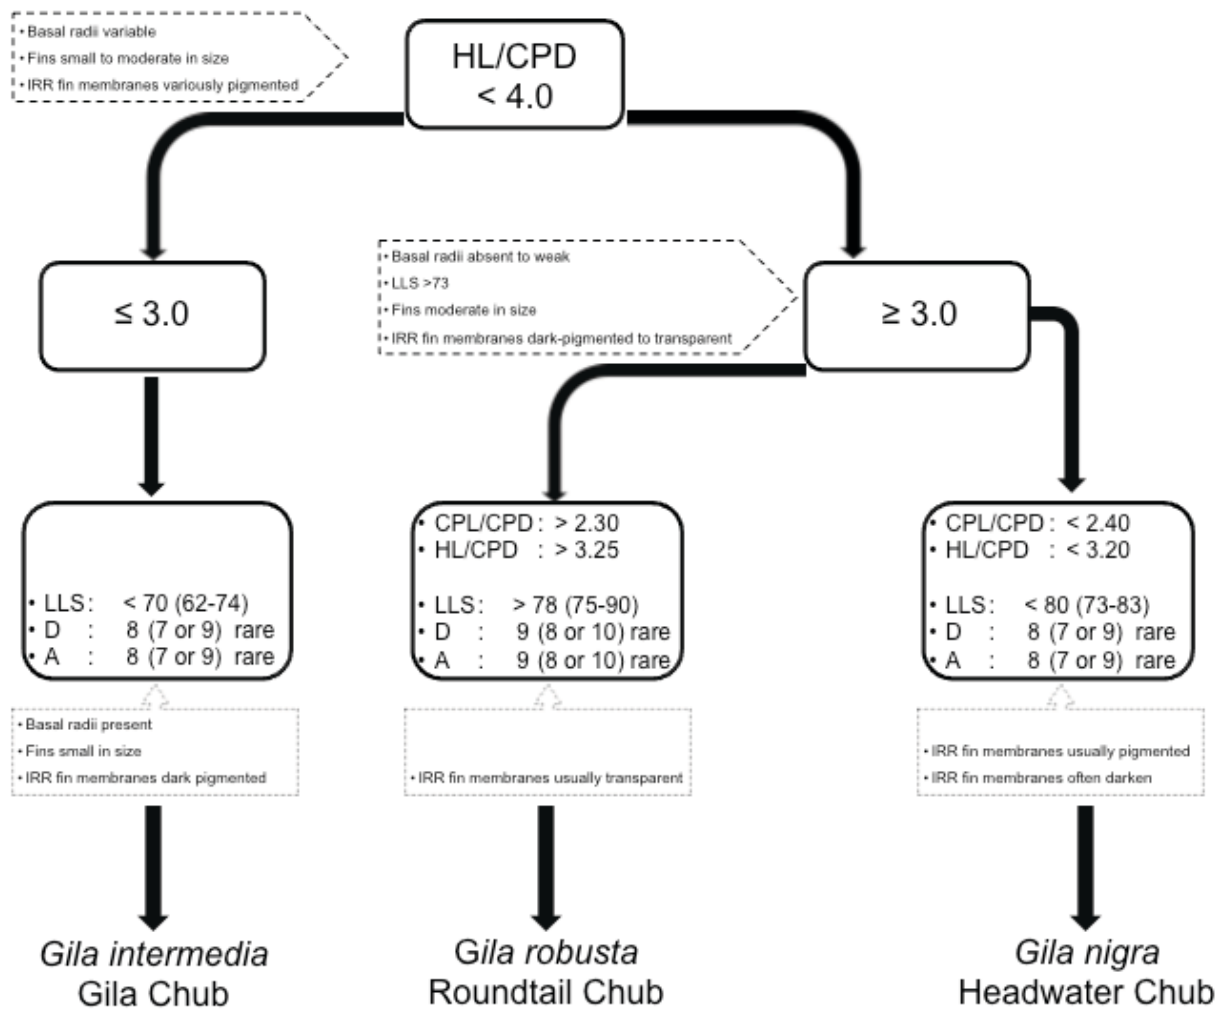 • Basal radii variable
• Fins small to moderate in size
• IRR fin membranes variously pigmented
HL/CPD
< 4.0
≤ 3.0
• Basal radii absent to weak
• LLS >73
• Fins moderate in size
• IRR fin membranes dark-pigmented to transparent
≥ 3.0
• LLS : < 70 (62-74)
• D : 8 (7 or 9) rare
• A : 8 (7 or 9) rare
• CPL/CPD : > 2.30
• HL/CPD : > 3.25
• LLS : > 78 (75-90)
• D : 9 (8 or 10) rare
• A : 9 (8 or 10) rare
• CPL/CPD : < 2.40
• HL/CPD : < 3.20
• LLS : < 80 (73-83)
• D : 8 (7 or 9) rare
• A : 8 (7 or 9) rare
• Basal radii present
• Fins small in size
• IRR fin membranes dark pigmented
• IRR fin membranes usually transparent
• IRR fin membranes usually pigmented
• IRR fin membranes often darken
Gila intermedia
Gila Chub
Gila robusta
Roundtail Chub
Gila nigra
Headwater Chub